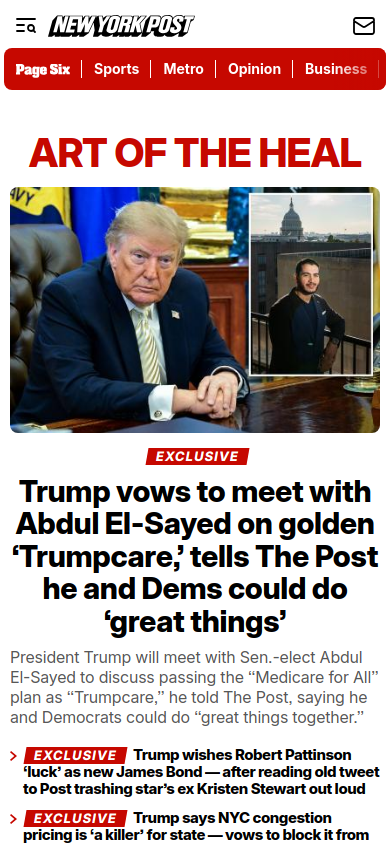 NEW YORK POST
Page Six
Sports
Metro
Opinion
Business
ART OF THE HEAL
EXCLUSIVE
Trump vows to meet with
Abdul El-Sayed on golden
‘Trumpcare,’ tells The Post
he and Dems could do
‘great things’
President Trump will meet with Sen.-elect Abdul
El-Sayed to discuss passing the “Medicare for All”
plan as “Trumpcare,” he told The Post, saying he
and Democrats could do “great things together.”
EXCLUSIVE Trump wishes Robert Pattinson
‘luck’ as new James Bond — after reading old tweet
to Post trashing star’s ex Kristen Stewart out loud
EXCLUSIVE Trump says NYC congestion
pricing is ‘a killer’ for state — vows to block it from